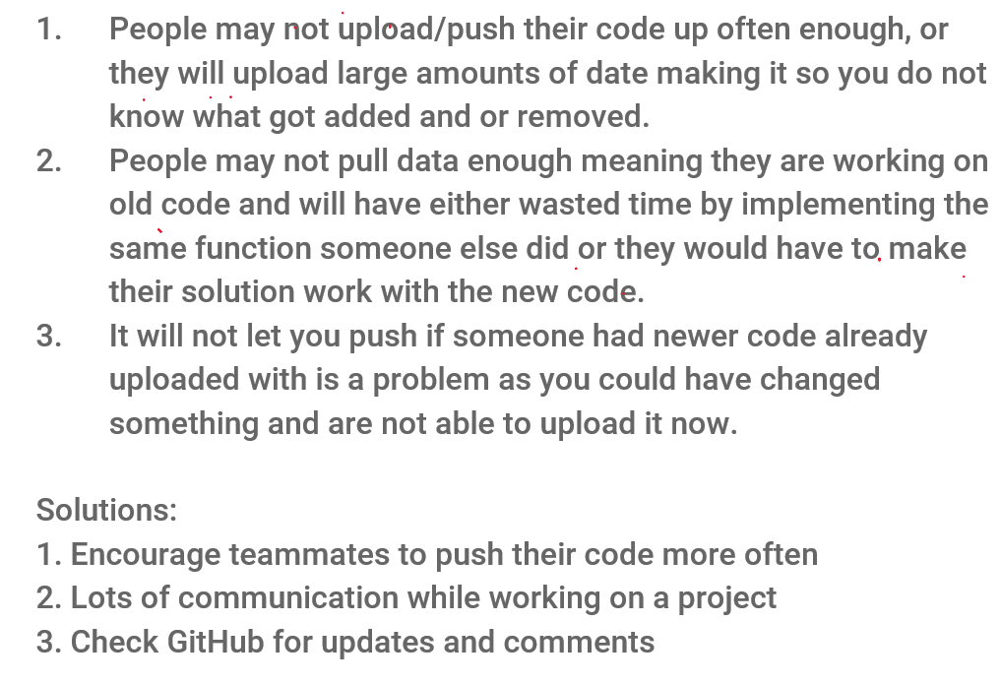 1. People may not upload/push their code up often enough, or
they will upload large amounts of date making it so you do not
know what got added and or removed.
2. People may not pull data enough meaning they are working on
old code and will have either wasted time by implementing the
same function someone else did or they would have to make
their solution work with the new code.
3. It will not let you push if someone had newer code already
uploaded with is a problem as you could have changed
something and are not able to upload it now.
Solutions:
1. Encourage teammates to push their code more often
2. Lots of communication while working on a project
3. Check GitHub for updates and comments